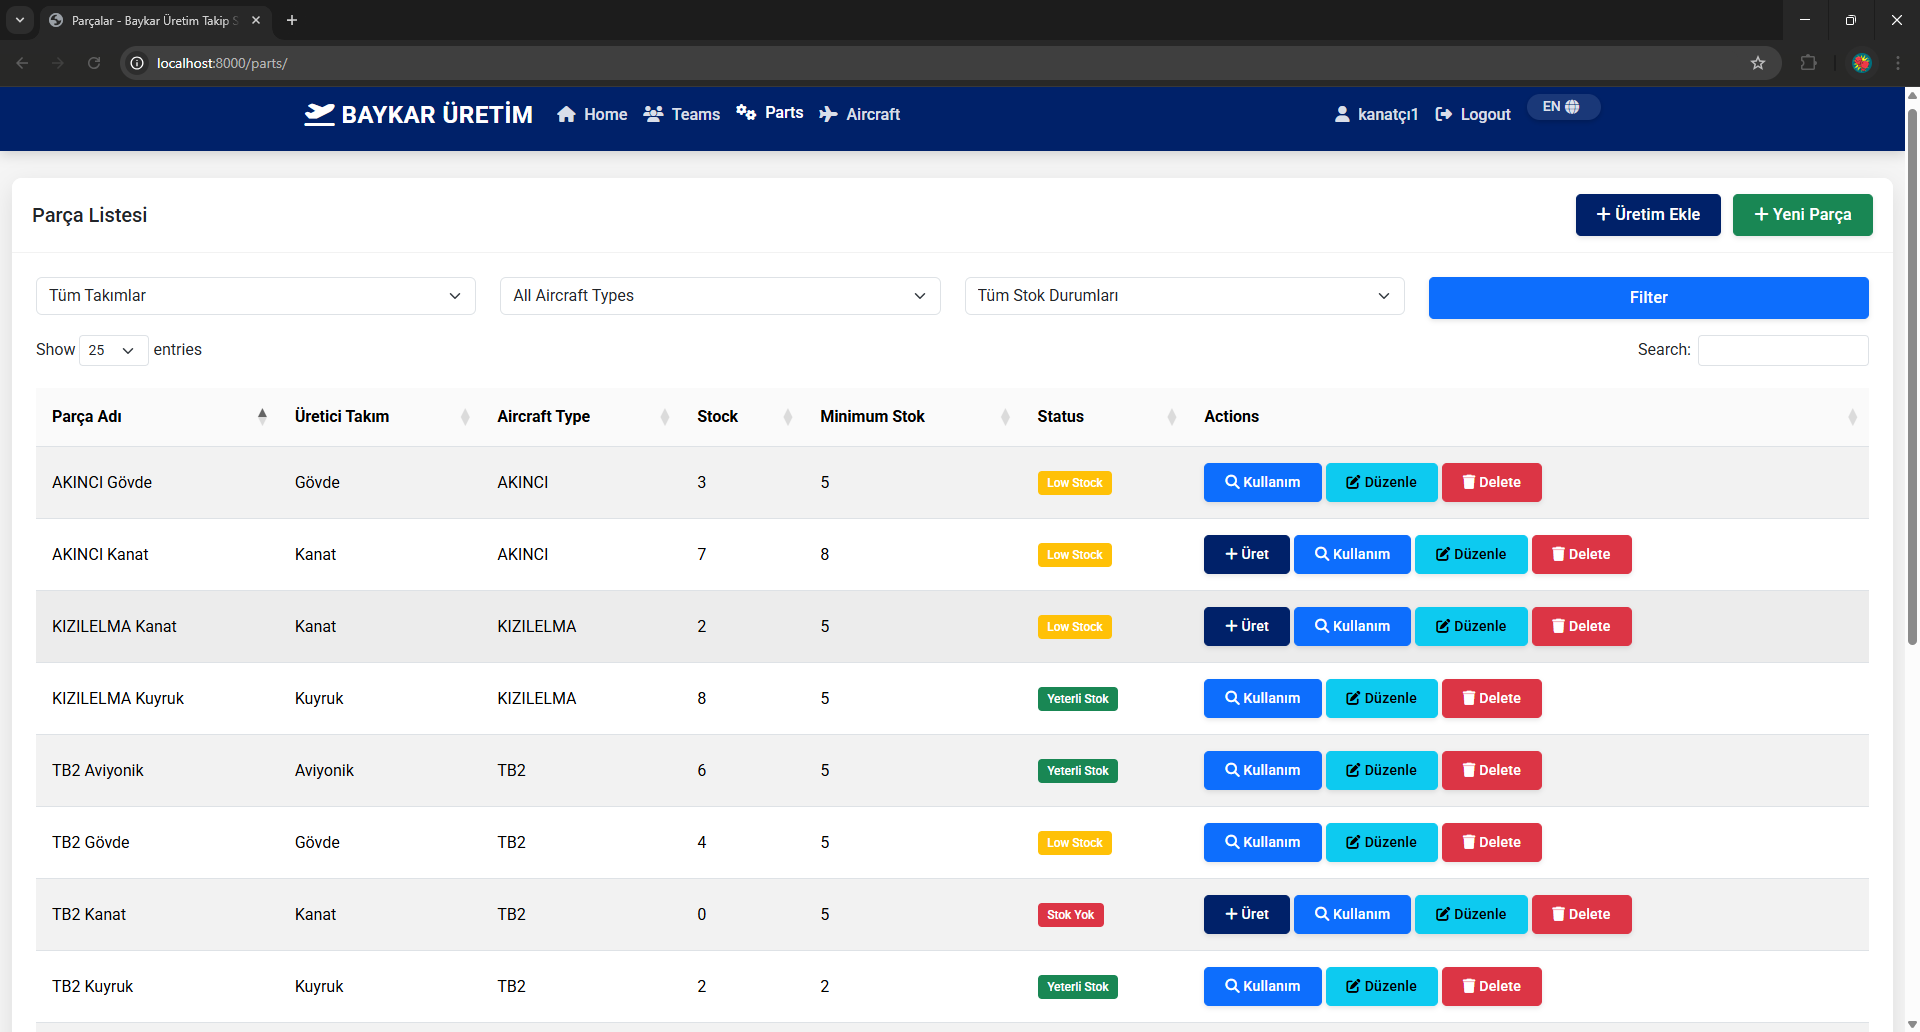 Parçalar - Baykar Üretim Takip S
localhost:8000/parts/
BAYKAR ÜRETİM Home Teams Parts Aircraft kanatçı1 Logout EN
Parça Listesi Üretim Ekle Yeni Parça
Tüm Takımlar All Aircraft Types Tüm Stok Durumları Filter
Show 25 entries Search:
Parça Adı Üretici Takım Aircraft Type Stock Minimum Stok Status Actions
AKINCI Gövde Gövde AKINCI 3 5 Low Stock Kullanım Düzenle Delete
AKINCI Kanat Kanat AKINCI 7 8 Low Stock Üret Kullanım Düzenle Delete
KIZILELMA Kanat Kanat KIZILELMA 2 5 Low Stock Üret Kullanım Düzenle Delete
KIZILELMA Kuyruk Kuyruk KIZILELMA 8 5 Yeterli Stok Kullanım Düzenle Delete
TB2 Aviyonik Aviyonik TB2 6 5 Yeterli Stok Kullanım Düzenle Delete
TB2 Gövde Gövde TB2 4 5 Low Stock Kullanım Düzenle Delete
TB2 Kanat Kanat TB2 0 5 Stok Yok Üret Kullanım Düzenle Delete
TB2 Kuyruk Kuyruk TB2 2 2 Yeterli Stok Kullanım Düzenle Delete